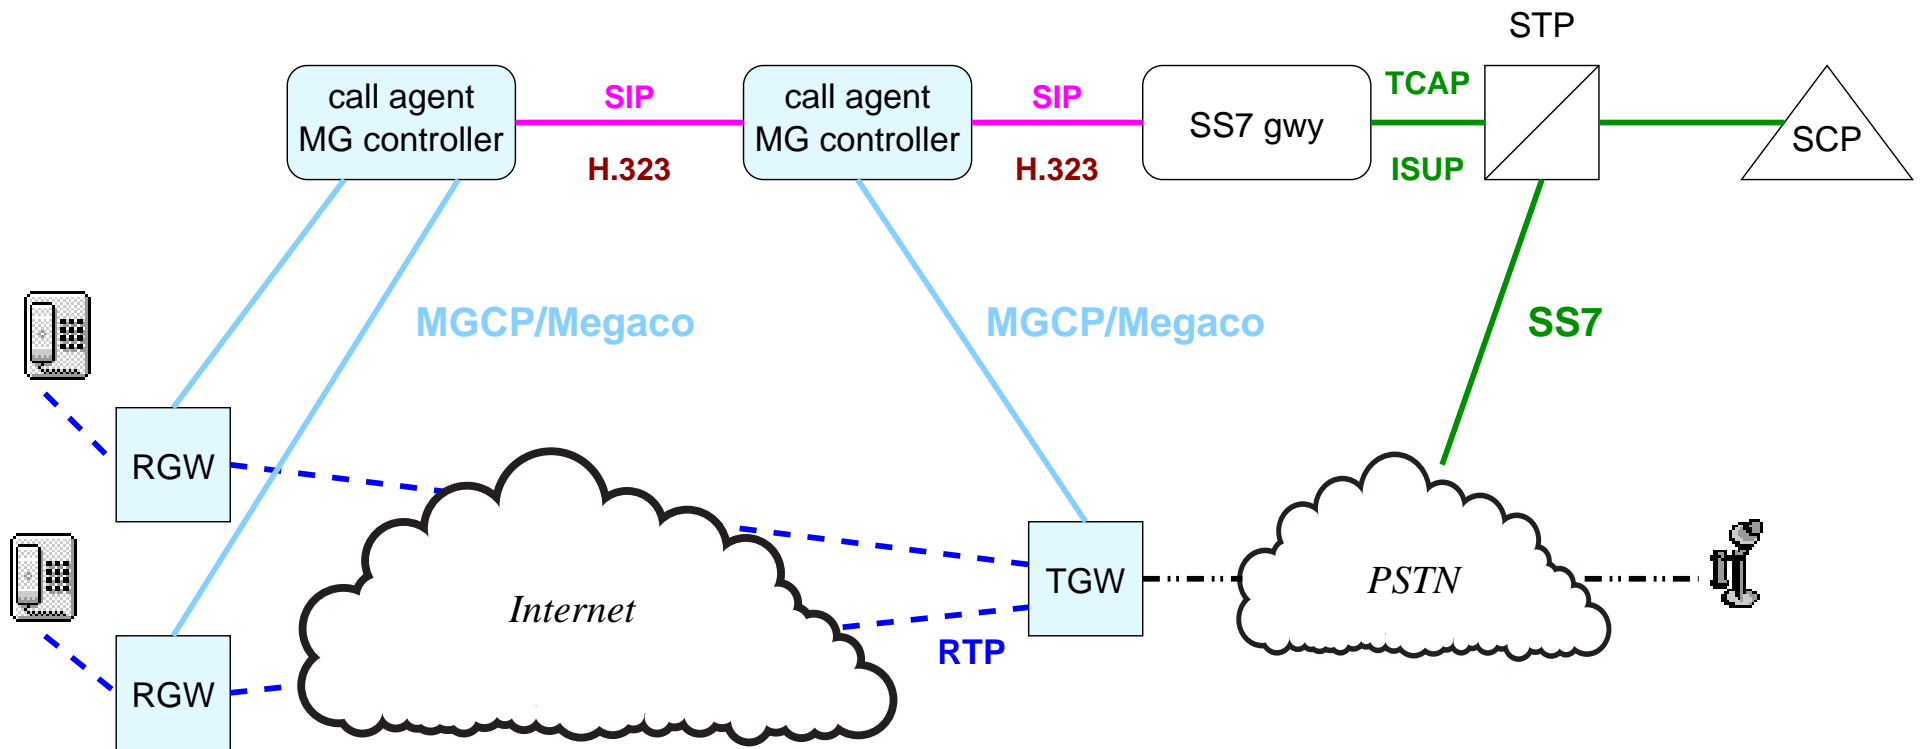 STP
call agent
MG controller
SIP
H.323
call agent
MG controller
SIP
H.323
SS7 gwy
TCAP
ISUP
SCP
MGCP/Megaco
MGCP/Megaco
SS7
RGW
RGW
Internet
RTP
TGW
PSTN